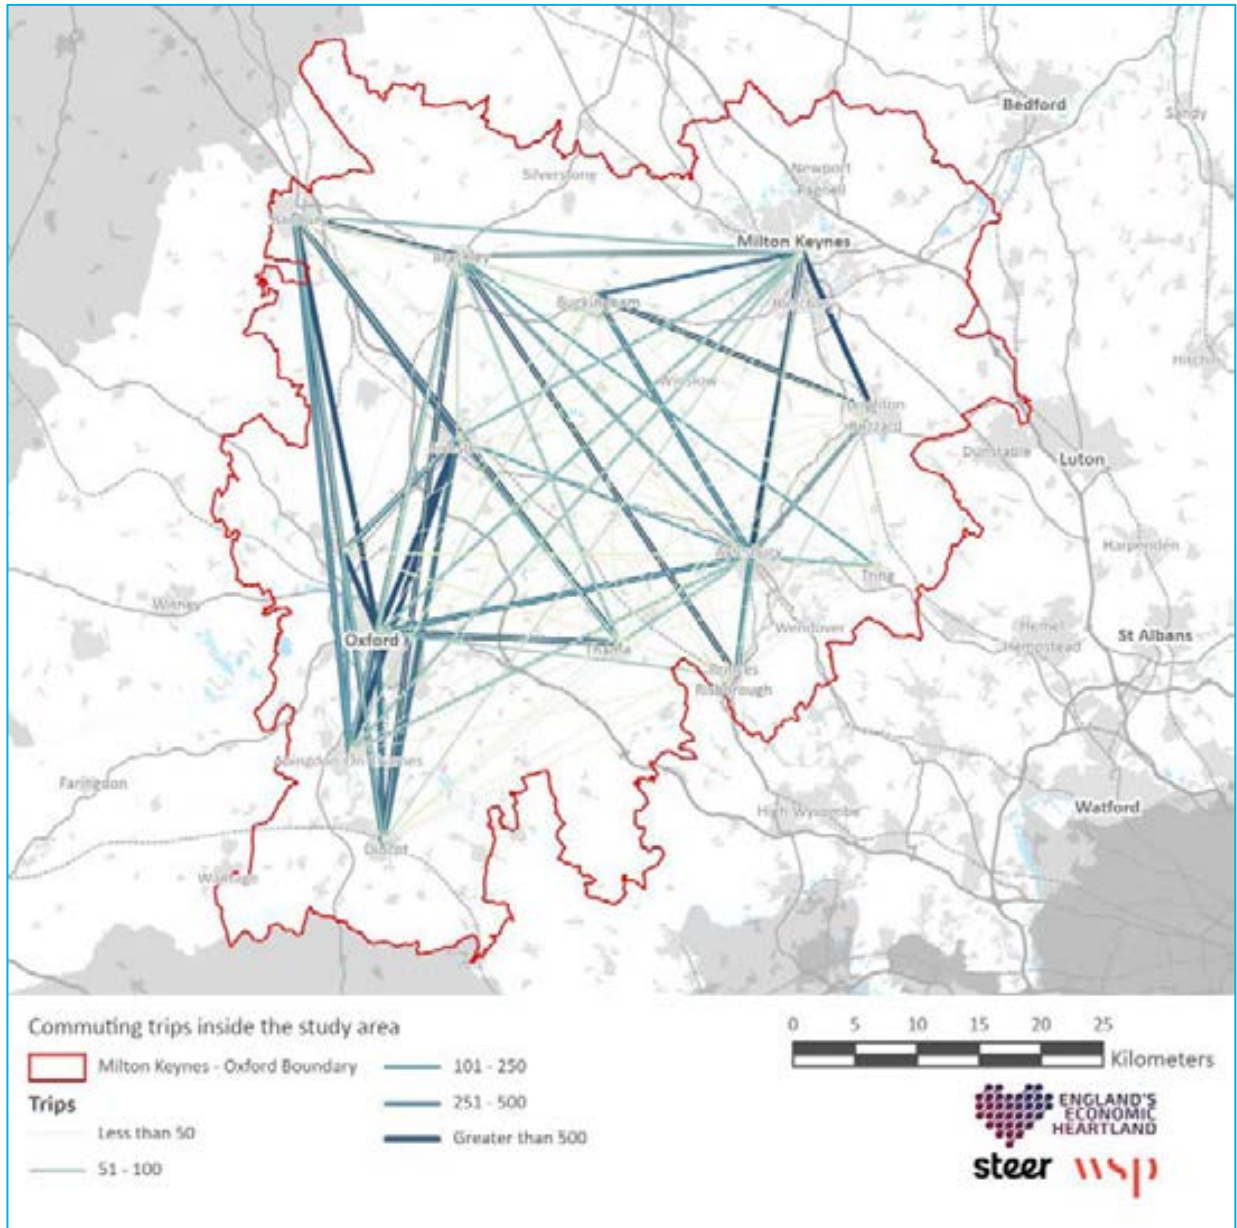 Bedford
Sandy
Newport
Pagnell
Silverstone
Milton Keynes
Brackley
Buckingham
Bletchley
Hitchin
Winslow
Leighton
Buzzard
Dunstable
Luton
Harpenden
Aylesbury
Tring
Witney
Wendover
Hemel
Hempstead
St Albans
Oxford
Thame
Princes
Risborough
Abingdon On Thames
Faringdon
High Wycombe
Watford
Didcot
Wantage
Commuting trips inside the study area
Milton Keynes - Oxford Boundary
Trips
Less than 50
51 - 100
101 - 250
251 - 500
Greater than 500
0 5 10 15 20 25
Kilometers
ENGLAND'S
ECONOMIC
HEARTLAND
steer wsp